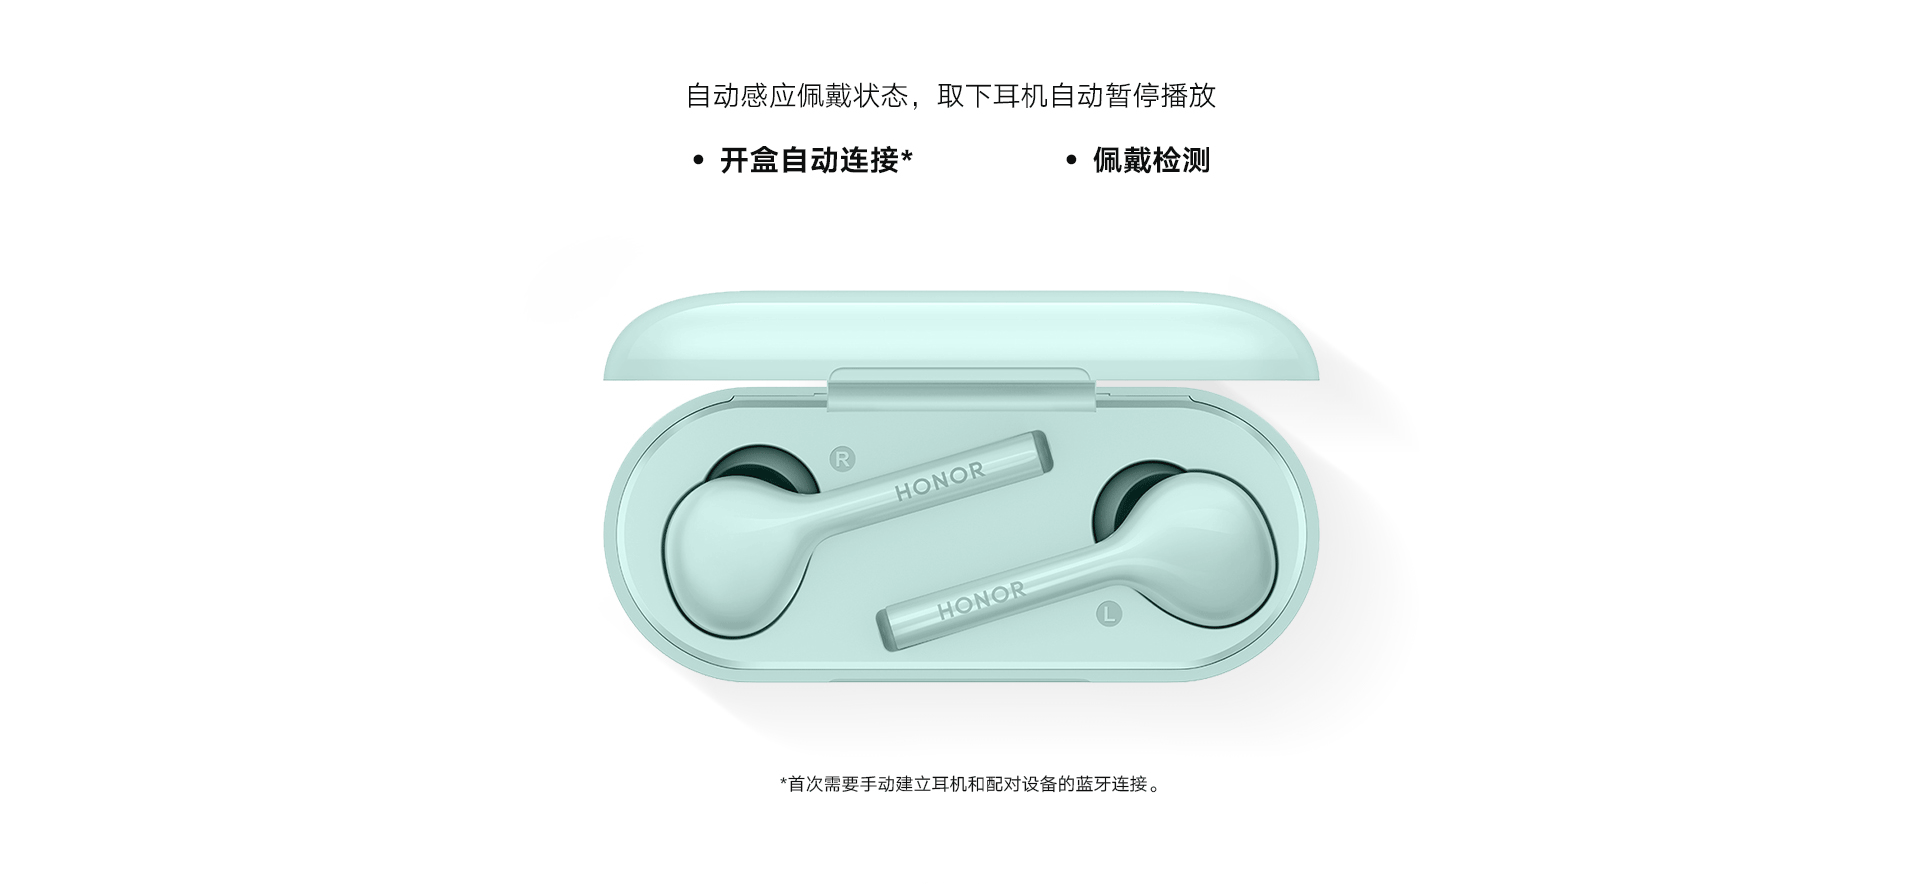 自动感应佩戴状态，取下耳机自动暂停播放
• 开盒自动连接* • 佩戴检测
R
HONOR
HONOR
L
*首次需要手动建立耳机和配对设备的蓝牙连接。